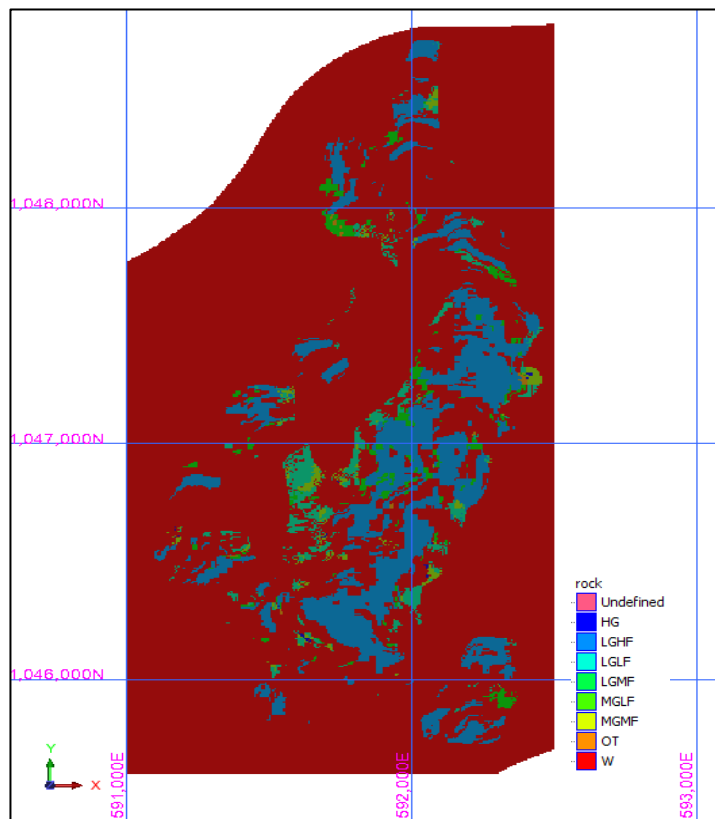 1,048,000N
1,047,000N
1,046,000N
rock
Undefined
HG
LGHF
LGLF
LGMF
MGLF
MGMF
OT
W
Y
X
591,000E
592,000E
593,000E